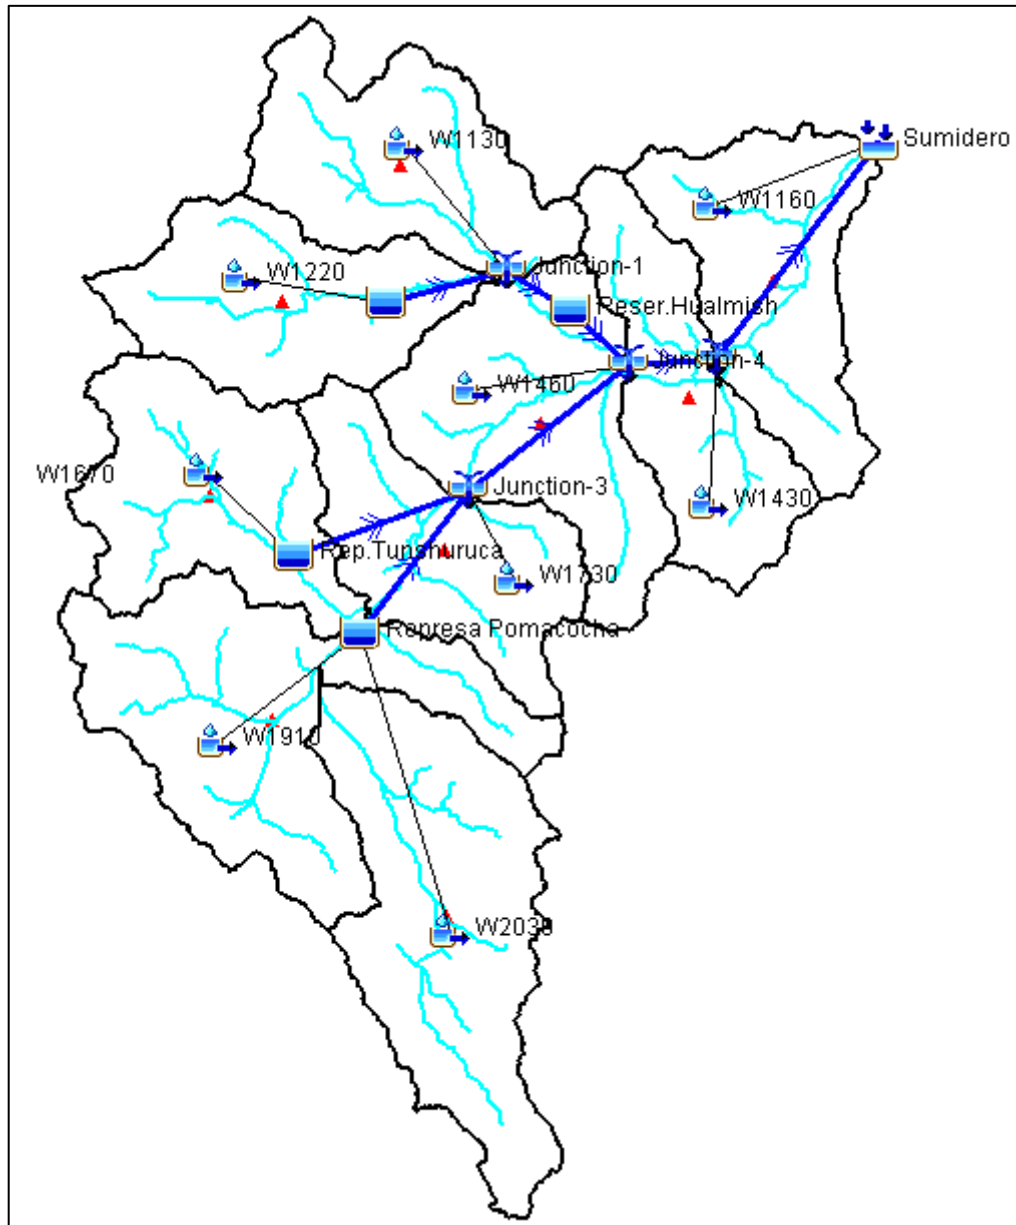 W1130
Sumidero
W1160
W1220
Junction-1
Reser.Hualmish
Junction-4
W1460
W1670
Junction-3
W1430
Rep.Tunshuruca
W1730
Represa Pomacocha
W1910
W2030